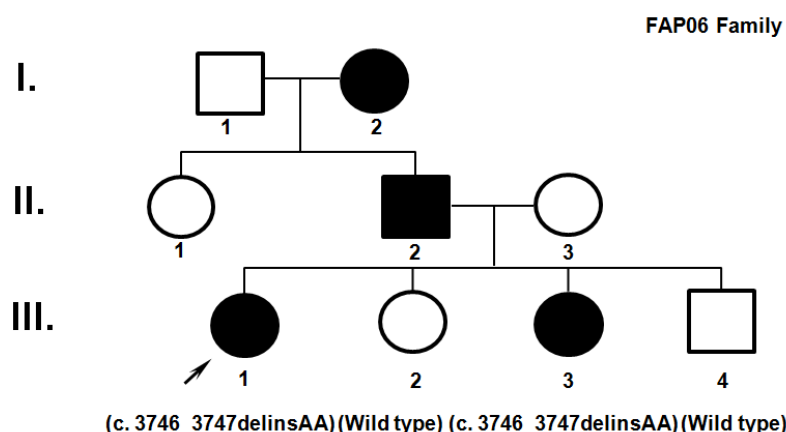 FAP06 Family
I.
1 2
II.
1 2 3
III.
1 2 3 4
(c. 3746_3747delinsAA) (Wild type) (c. 3746_3747delinsAA) (Wild type)